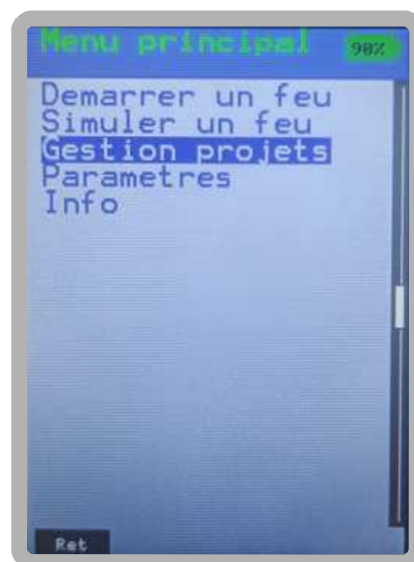 Menu principal
90%
Demarrer un feu
Simuler un feu
Gestion projets
Parametres
Info
Ret